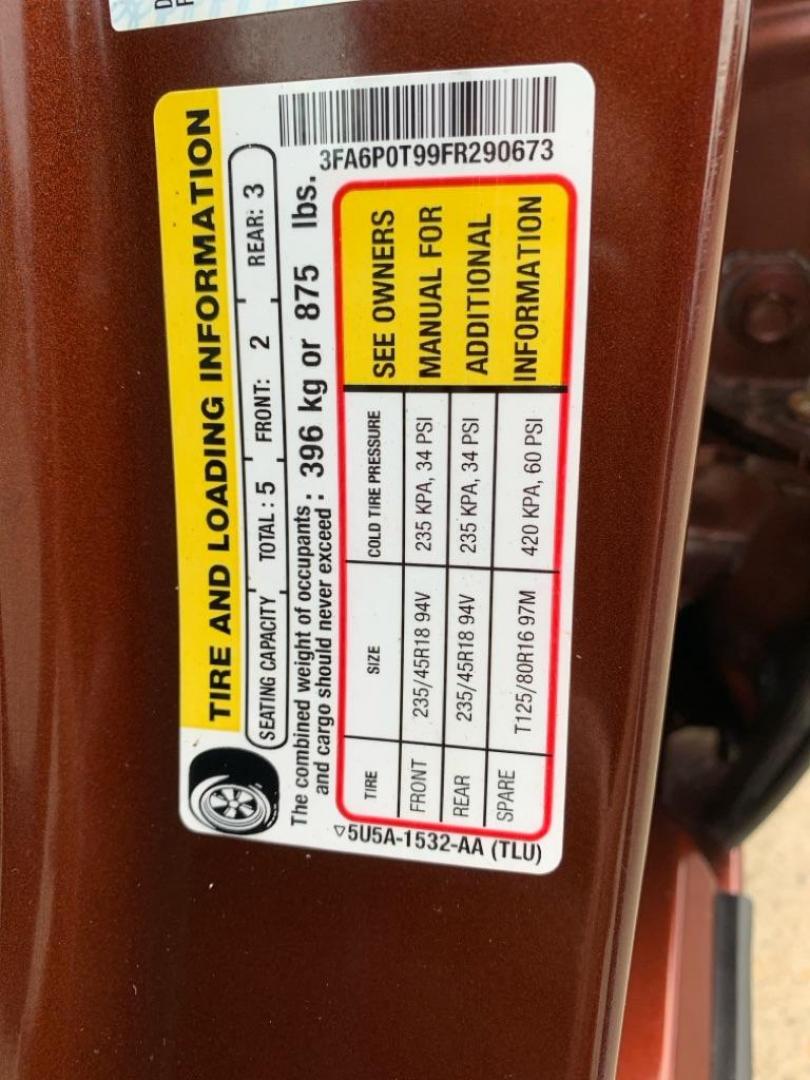 3FA6P0T99FR290673
TIRE AND LOADING INFORMATION
SEATING CAPACITY TOTAL : 5 FRONT: 2 REAR: 3
The combined weight of occupants
and cargo should never exceed : 396 kg or 875 lbs.
TIRE SIZE COLD TIRE PRESSURE
FRONT 235/45R18 94V 235 KPA, 34 PSI
REAR 235/45R18 94V 235 KPA, 34 PSI
SPARE T125/80R16 97M 420 KPA, 60 PSI
SEE OWNERS
MANUAL FOR
ADDITIONAL
INFORMATION
5U5A-1532-AA (TLU)